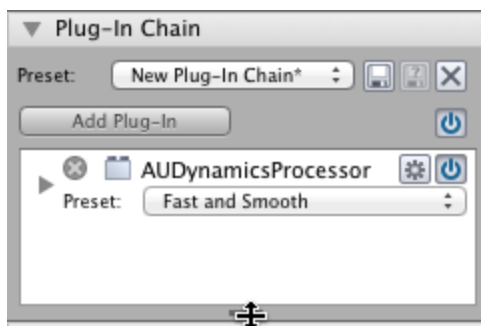 Plug-In Chain
Preset: New Plug-In Chain*
Add Plug-In
AUDynamicsProcessor
Preset: Fast and Smooth